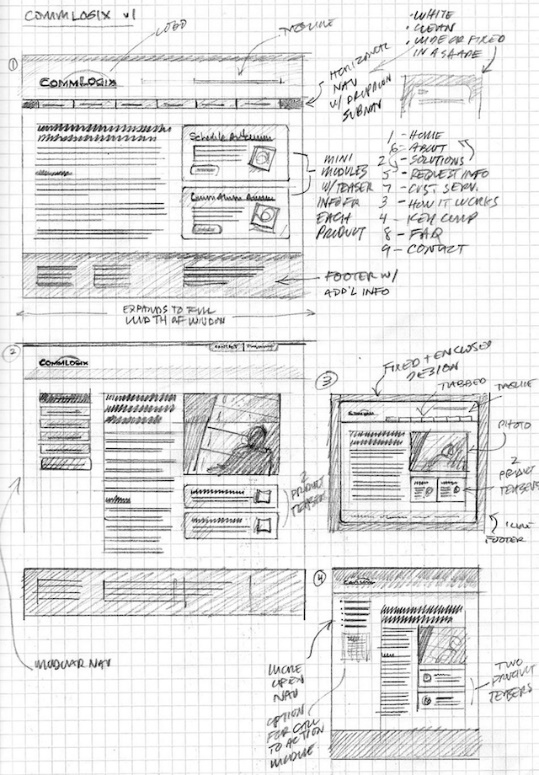 COMMLOGIX v1
LOGO
TAGLINE
- WHITE
- CLEAN
- WIDE OR FIXED
IN A SHAPE
1
COMMLOGIX
HORIZONTAL
NAV
W/ DROPDOWN
SUBNAV
Schedule
MINI
MODULES
W/ TEASER
INFO FOR
EACH
PRODUCT
1 - HOME
6 - ABOUT
2 - SOLUTIONS
5 - REQUEST INFO
7 - CUST. SERV.
3 - HOW IT WORKS
4 - KEY COMP
8 - FAQ
9 - CONTACT
FOOTER W/
ADD'L INFO
EXPANDS TO FULL
WIDTH OF WINDOW
2
COMMLOGIX
2
PRODUCT
TEASERS
MODULAR NAV
3
FIXED + ENCLOSED
DESIGN
TABBED
TAGLINE
PHOTO
2
PRODUCT
TEASERS
FOOTER
4
MORE
OPEN
NAV
OPTION
FOR CALL
TO ACTION
MODULE
TWO
PRODUCT
TEASERS